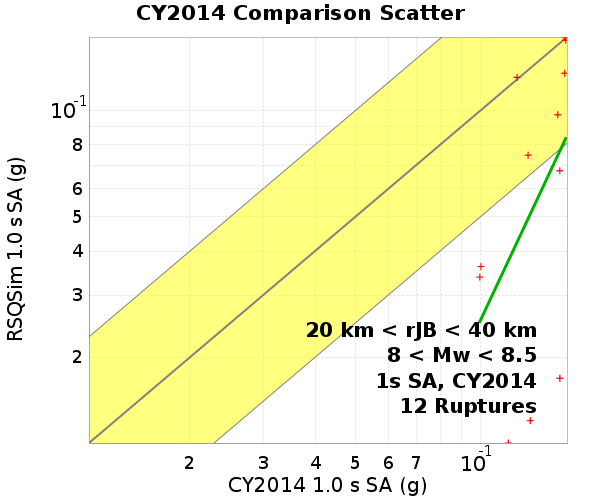 CY2014 Comparison Scatter
10-1
8
6
5
4
3
2
RSQSim 1.0 s SA (g)
20 km < rJB < 40 km
8 < Mw < 8.5
1s SA, CY2014
12 Ruptures
2 3 4 5 6 7 10-1
CY2014 1.0 s SA (g)